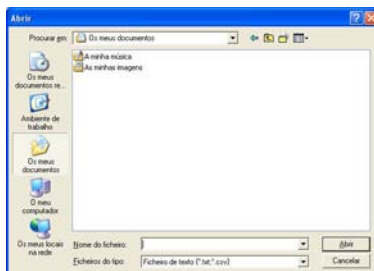 Abrir
Procurar em:
Os meus documentos
A minha música
As minhas imagens
Os meus
documentos re...
Ambiente de
trabalho
Os meus
documentos
O meu
computador
Os meus locais
na rede
Nome do ficheiro:
Abrir
Ficheiros do tipo:
Ficheiro de texto (*.txt;*.csv)
Cancelar